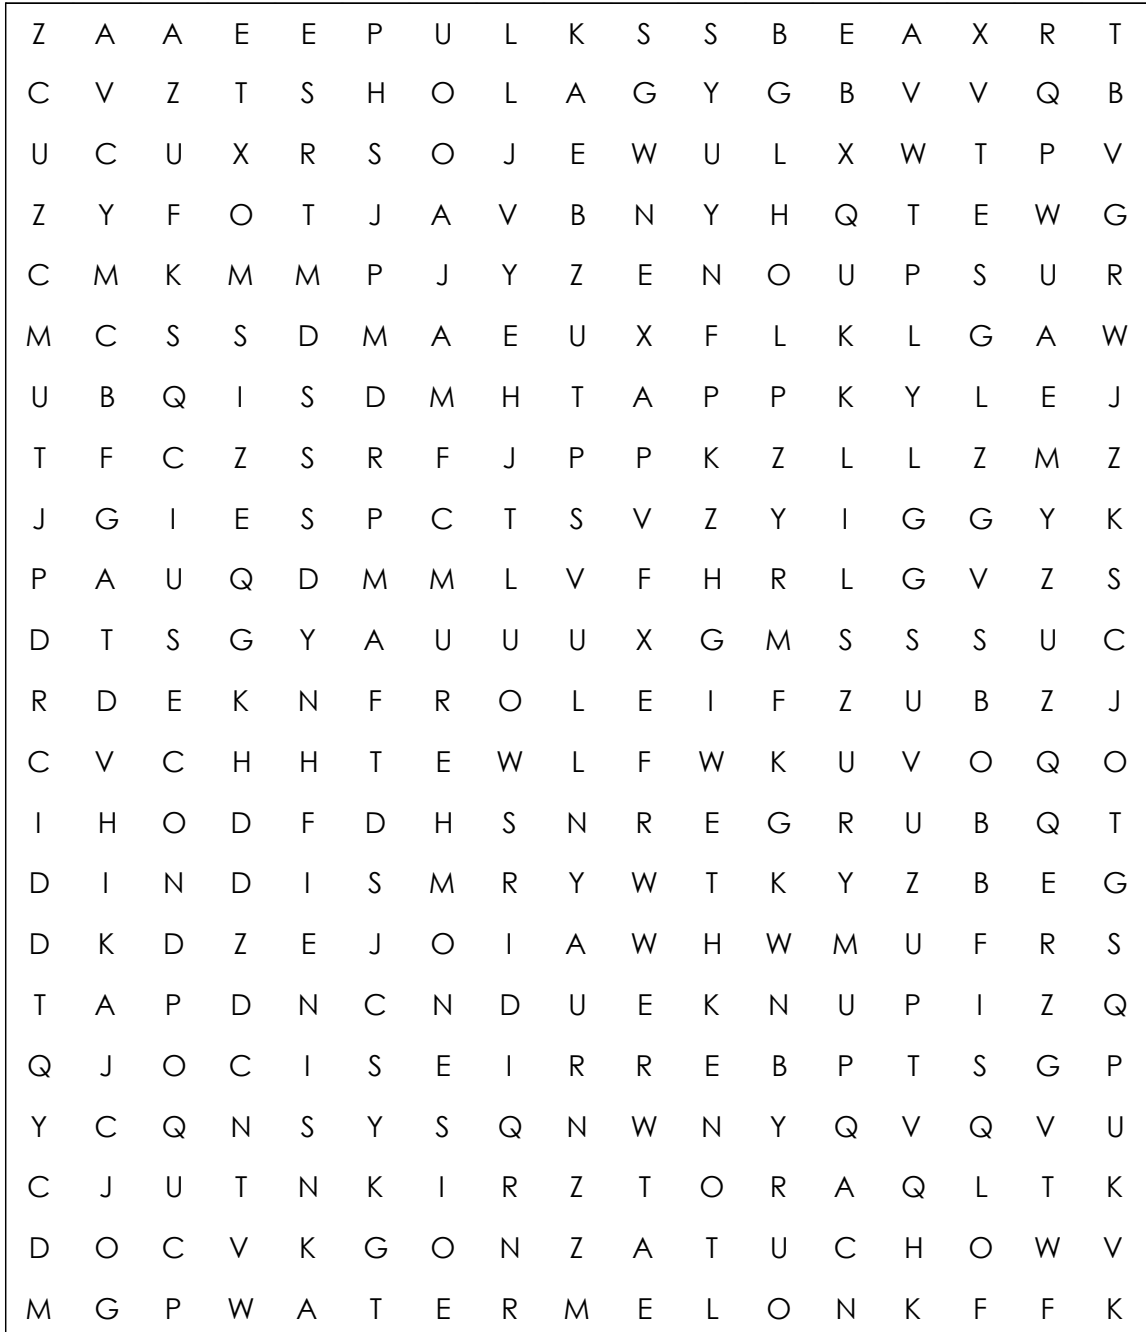 Z A A E E P U L K S S B E A X R T
C V Z T S H O L A G Y G B V V Q B
U C U X R S O J E W U L X W T P V
Z Y F O T J A V B N Y H Q T E W G
C M K M M P J Y Z E N O U P S U R
M C S S D M A E U X F L K L G A W
U B Q I S D M H T A P P K Y L E J
T F C Z S R F J P P K Z L L Z M Z
J G I E S P C T S V Z Y I G G Y K
P A U Q D M M L V F H R L G V Z S
D T S G Y A U U U X G M S S S U C
R D E K N F R O L E I F Z U B Z J
C V C H H T E W L F W K U V O Q O
I H O D F D H S N R E G R U B Q T
D I N D I S M R Y W T K Y Z B E G
D K D Z E J O I A W H W M U F R S
T A P D N C N D U E K N U P I Z Q
Q J O C I S E I R R E B P T S G P
Y C Q N S Y S Q N W N Y Q V Q V U
C J U T N K I R Z T O R A Q L T K
D O C V K G O N Z A T U C H O W V
M G P W A T E R M E L O N K F F K